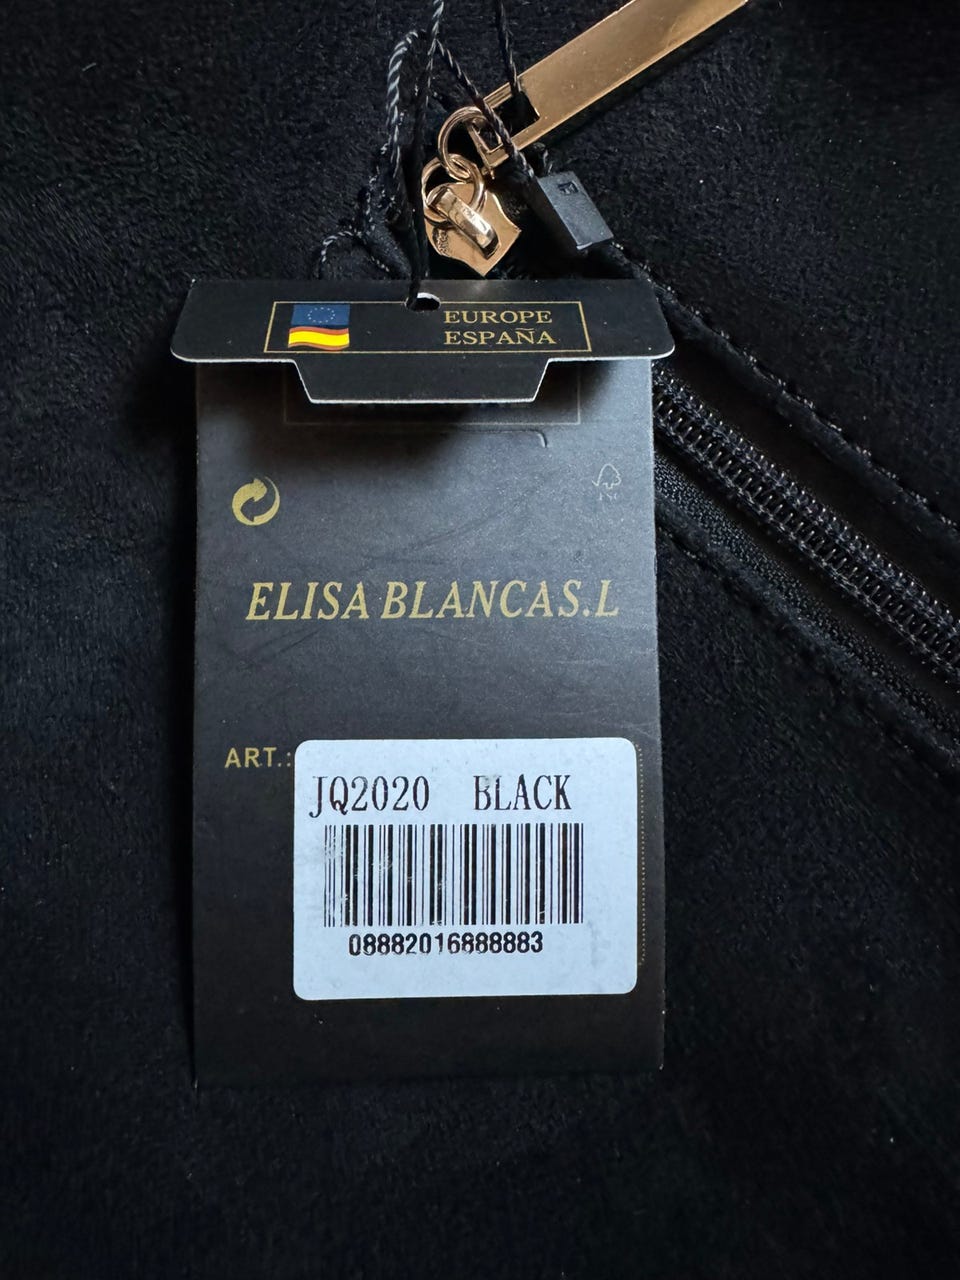 EUROPE
ESPAÑA
ELISA BLANCAS.L
ART.:
JQ2020 BLACK
08882016888883